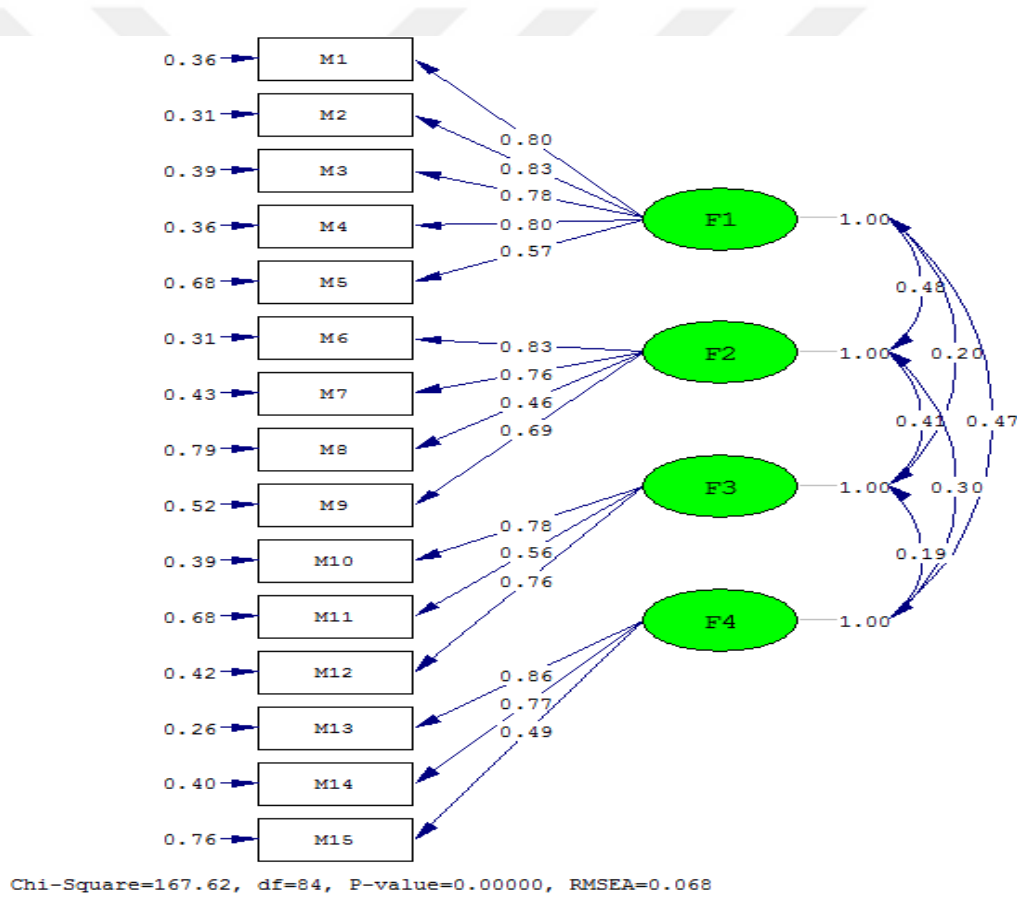 0.36 M1
0.80
0.31 M2
0.83
0.39 M3
0.78
0.36 M4
0.80
F1 1.00
0.57
0.68 M5
0.48
0.31 M6
0.83
F2 1.00 0.20
0.76
0.43 M7
0.46
0.41 0.47
0.69
0.79 M8
0.52 M9
F3 1.00 0.30
0.78
0.39 M10
0.56
0.19
0.76
0.68 M11
F4 1.00
0.42 M12
0.86
0.77
0.26 M13
0.49
0.40 M14
0.76 M15
Chi-Square=167.62, df=84, P-value=0.00000, RMSEA=0.068